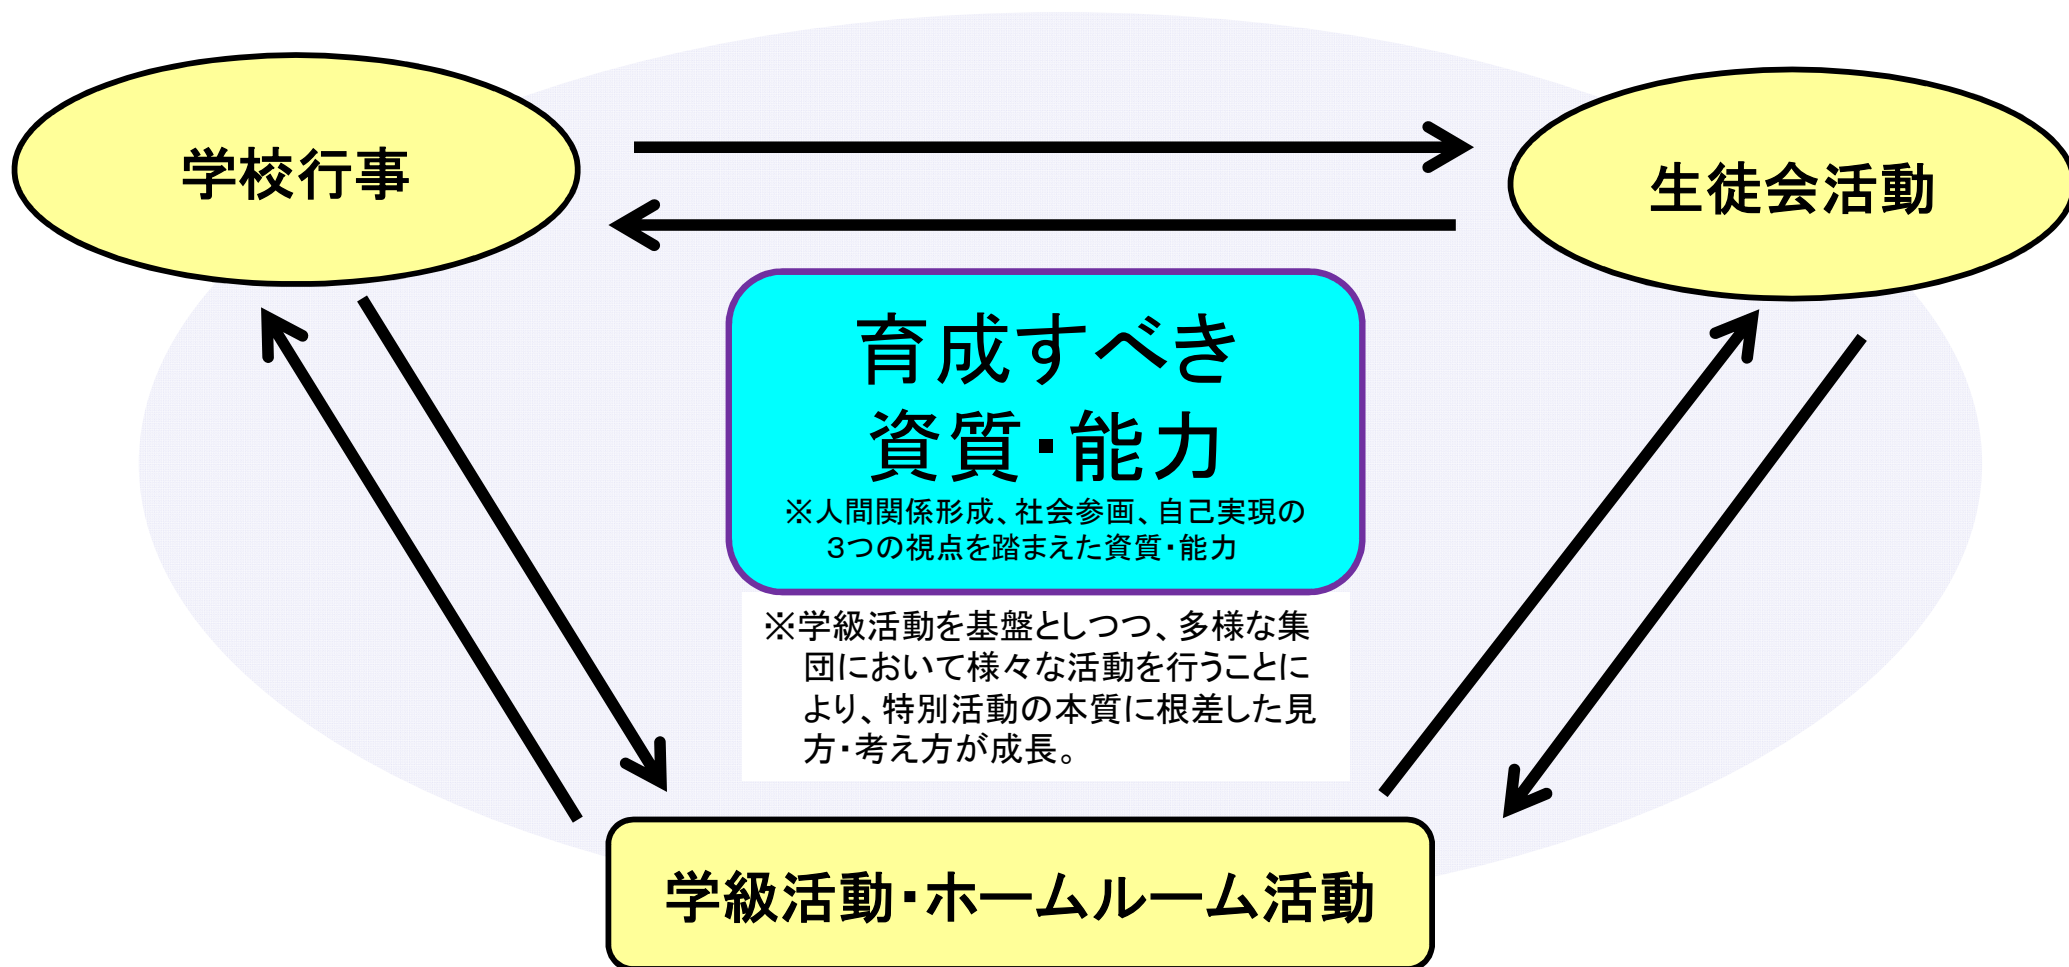 学校行事
生徒会活動
育成すべき
資質・能力
※人間関係形成、社会参画、自己実現の
3つの視点を踏まえた資質・能力
※学級活動を基盤としつつ、多様な集
団において様々な活動を行うことに
より、特別活動の本質に根差した見
方・考え方が成長。
学級活動・ホームルーム活動